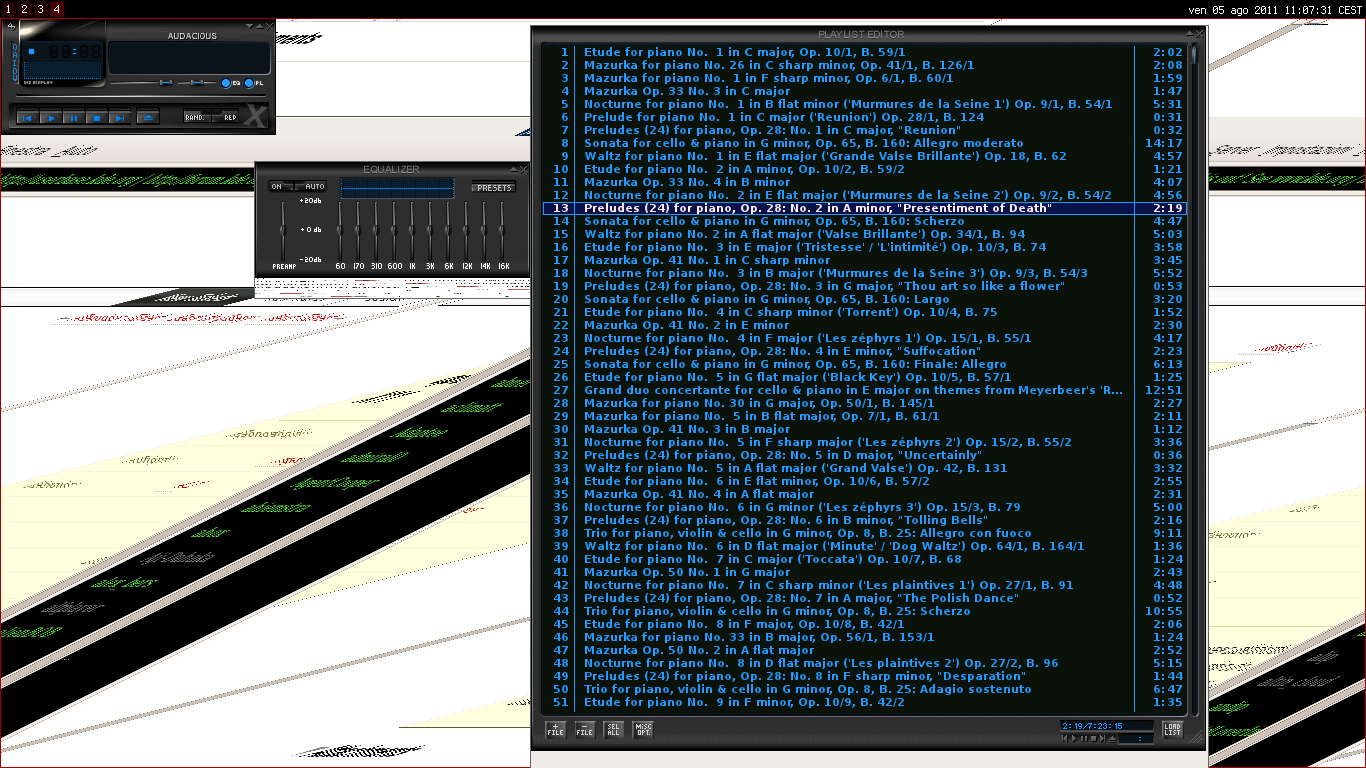 1 2 3 4
ven 05 ago 2011 11:07:31 CEST
AUDACIOUS
EQ PL
RAND. REP
EQUALIZER
ON AUTO PRESETS
+20db
+0 db
-20db
PREAMP 60 170 310 600 1K 3K 6K 12K 14K 16K
PLAYLIST EDITOR
1 Etude for piano No. 1 in C major, Op. 10/1, B. 59/1 2:02
2 Mazurka for piano No. 26 in C sharp minor, Op. 41/1, B. 126/1 2:08
3 Mazurka for piano No. 1 in F sharp minor, Op. 6/1, B. 60/1 1:59
4 Mazurka Op. 33 No. 3 in C major 1:47
5 Nocturne for piano No. 1 in B flat minor ('Murmures de la Seine 1') Op. 9/1, B. 54/1 5:31
6 Prelude for piano No. 1 in C major ('Reunion') Op. 28/1, B. 124 0:31
7 Preludes (24) for piano, Op. 28: No. 1 in C major, "Reunion" 0:32
8 Sonata for cello & piano in G minor, Op. 65, B. 160: Allegro moderato 14:17
9 Waltz for piano No. 1 in E flat major ('Grande Valse Brillante') Op. 18, B. 62 4:57
10 Etude for piano No. 2 in A minor, Op. 10/2, B. 59/2 1:21
11 Mazurka Op. 33 No. 4 in B minor 4:07
12 Nocturne for piano No. 2 in E flat major ('Murmures de la Seine 2') Op. 9/2, B. 54/2 4:56
13 Preludes (24) for piano, Op. 28: No. 2 in A minor, "Presentiment of Death" 2:19
14 Sonata for cello & piano in G minor, Op. 65, B. 160: Scherzo 4:47
15 Waltz for piano No. 2 in A flat major ('Valse Brillante') Op. 34/1, B. 94 5:03
16 Etude for piano No. 3 in E major ('Tristesse' / 'L'intimité') Op. 10/3, B. 74 3:58
17 Mazurka Op. 41 No. 1 in C sharp minor 3:45
18 Nocturne for piano No. 3 in B major ('Murmures de la Seine 3') Op. 9/3, B. 54/3 5:52
19 Preludes (24) for piano, Op. 28: No. 3 in G major, "Thou art so like a flower" 0:53
20 Sonata for cello & piano in G minor, Op. 65, B. 160: Largo 3:20
21 Etude for piano No. 4 in C sharp minor ('Torrent') Op. 10/4, B. 75 1:52
22 Mazurka Op. 41 No. 2 in E minor 2:30
23 Nocturne for piano No. 4 in F major ('Les zéphyrs 1') Op. 15/1, B. 55/1 4:17
24 Preludes (24) for piano, Op. 28: No. 4 in E minor, "Suffocation" 2:23
25 Sonata for cello & piano in G minor, Op. 65, B. 160: Finale: Allegro 6:13
26 Etude for piano No. 5 in G flat major ('Black Key') Op. 10/5, B. 57/1 1:25
27 Grand duo concertante for cello & piano in E major on themes from Meyerbeer's 'R... 12:51
28 Mazurka for piano No. 30 in G major, Op. 50/1, B. 145/1 2:27
29 Mazurka for piano No. 5 in B flat major, Op. 7/1, B. 61/1 2:11
30 Mazurka Op. 41 No. 3 in B major 1:12
31 Nocturne for piano No. 5 in F sharp major ('Les zéphyrs 2') Op. 15/2, B. 55/2 3:36
32 Preludes (24) for piano, Op. 28: No. 5 in D major, "Uncertainly" 0:36
33 Waltz for piano No. 5 in A flat major ('Grand Valse') Op. 42, B. 131 3:32
34 Etude for piano No. 6 in E flat minor, Op. 10/6, B. 57/2 2:55
35 Mazurka Op. 41 No. 4 in A flat major 2:31
36 Nocturne for piano No. 6 in G minor ('Les zéphyrs 3') Op. 15/3, B. 79 5:00
37 Preludes (24) for piano, Op. 28: No. 6 in B minor, "Tolling Bells" 2:16
38 Trio for piano, violin & cello in G minor, Op. 8, B. 25: Allegro con fuoco 9:11
39 Waltz for piano No. 6 in D flat major ('Minute' / 'Dog Waltz') Op. 64/1, B. 164/1 1:36
40 Etude for piano No. 7 in C major ('Toccata') Op. 10/7, B. 68 1:24
41 Mazurka Op. 50 No. 1 in G major 2:43
42 Nocturne for piano No. 7 in C sharp minor ('Les plaintives 1') Op. 27/1, B. 91 4:48
43 Preludes (24) for piano, Op. 28: No. 7 in A major, "The Polish Dance" 0:52
44 Trio for piano, violin & cello in G minor, Op. 8, B. 25: Scherzo 10:55
45 Etude for piano No. 8 in F major, Op. 10/8, B. 42/1 2:06
46 Mazurka for piano No. 33 in B major, Op. 56/1, B. 153/1 1:24
47 Mazurka Op. 50 No. 2 in A flat major 2:52
48 Nocturne for piano No. 8 in D flat major ('Les plaintives 2') Op. 27/2, B. 96 5:15
49 Preludes (24) for piano, Op. 28: No. 8 in F sharp minor, "Desparation" 1:44
50 Trio for piano, violin & cello in G minor, Op. 8, B. 25: Adagio sostenuto 6:47
51 Etude for piano No. 9 in F minor, Op. 10/9, B. 42/2 1:35
+ FILE - FILE SEL ALL MISC OPT. 2:19/7:23:15 LOAD LIST